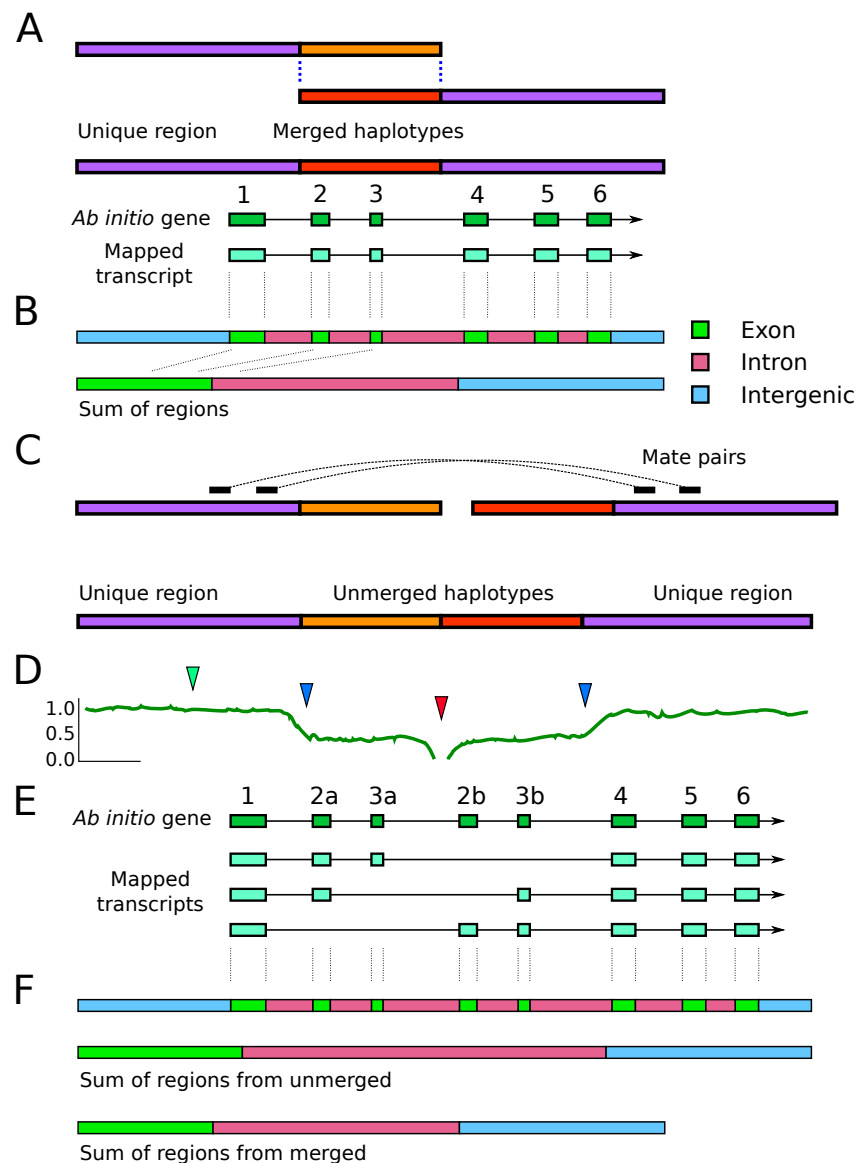 A
Unique region Merged haplotypes
1 2 3 4 5 6
Ab initio gene
Mapped
transcript
B
Exon
Intron
Intergenic
Sum of regions
C
Mate pairs
Unique region Unmerged haplotypes Unique region
D
1.0
0.5
0.0
E
1 2a 3a 2b 3b 4 5 6
Ab initio gene
Mapped
transcripts
F
Sum of regions from unmerged
Sum of regions from merged